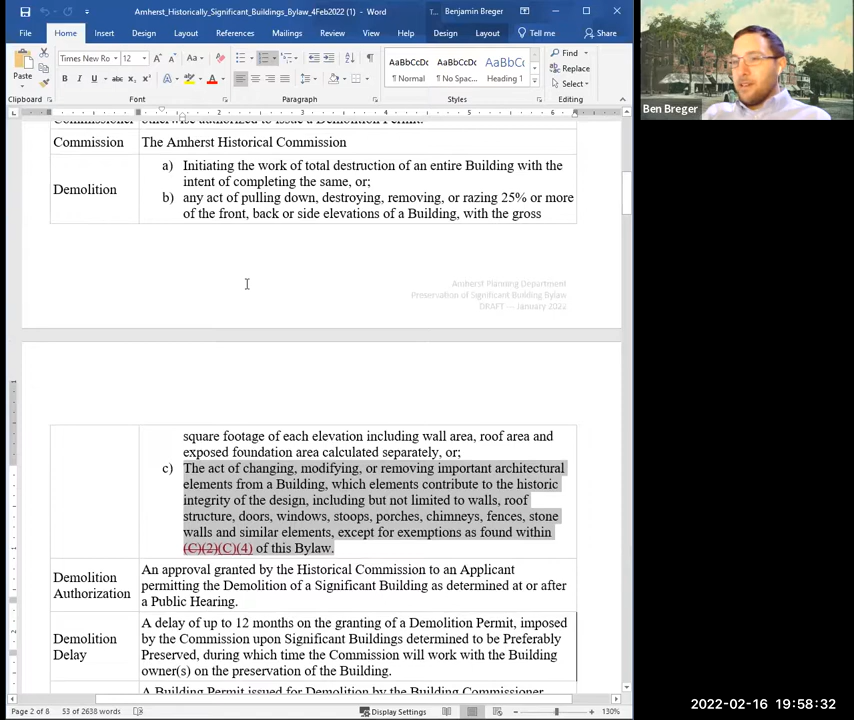 Amherst_Historically_Significant_Buildings_Bylaw_4Feb2022 (1) - Word
T...
Benjamin Breger
File
Home
Insert
Draw
Design
Layout
References
Mailings
Review
View
Help
Design
Layout
Tell me
Share
Paste
Times New Ro
12
Aa
B I U abc x₂ x²
AaBbCcDc
AaBbCcDc
AaBbCc
¶ Normal
¶ No Spac...
Heading 1
Find
Replace
Select
Clipboard
Font
Paragraph
Styles
Editing
Commission The Amherst Historical Commission
Demolition
a) Initiating the work of total destruction of an entire Building with the
intent of completing the same, or;
b) any act of pulling down, destroying, removing, or razing 25% or more
of the front, back or side elevations of a Building, with the gross
Amherst Planning Department
Preservation of Significant Building Bylaw
DRAFT — January 2022
square footage of each elevation including wall area, roof area and
exposed foundation area calculated separately, or;
c) The act of changing, modifying, or removing important architectural
elements from a Building, which elements contribute to the historic
integrity of the design, including but not limited to walls, roof
structure, doors, windows, stoops, porches, chimneys, fences, stone
walls and similar elements, except for exemptions as found within
(C)(2)(C)(4) of this Bylaw.
Demolition
Authorization
An approval granted by the Historical Commission to an Applicant
permitting the Demolition of a Significant Building as determined at or after
a Public Hearing.
Demolition
Delay
A delay of up to 12 months on the granting of a Demolition Permit, imposed
by the Commission upon Significant Buildings determined to be Preferably
Preserved, during which time the Commission will work with the Building
owner(s) on the preservation of the Building.
A Building Permit issued for Demolition by the Building Commissioner
Page 2 of 8
53 of 2638 words
Display Settings
130%
Ben Breger
2022-02-16 19:58:32